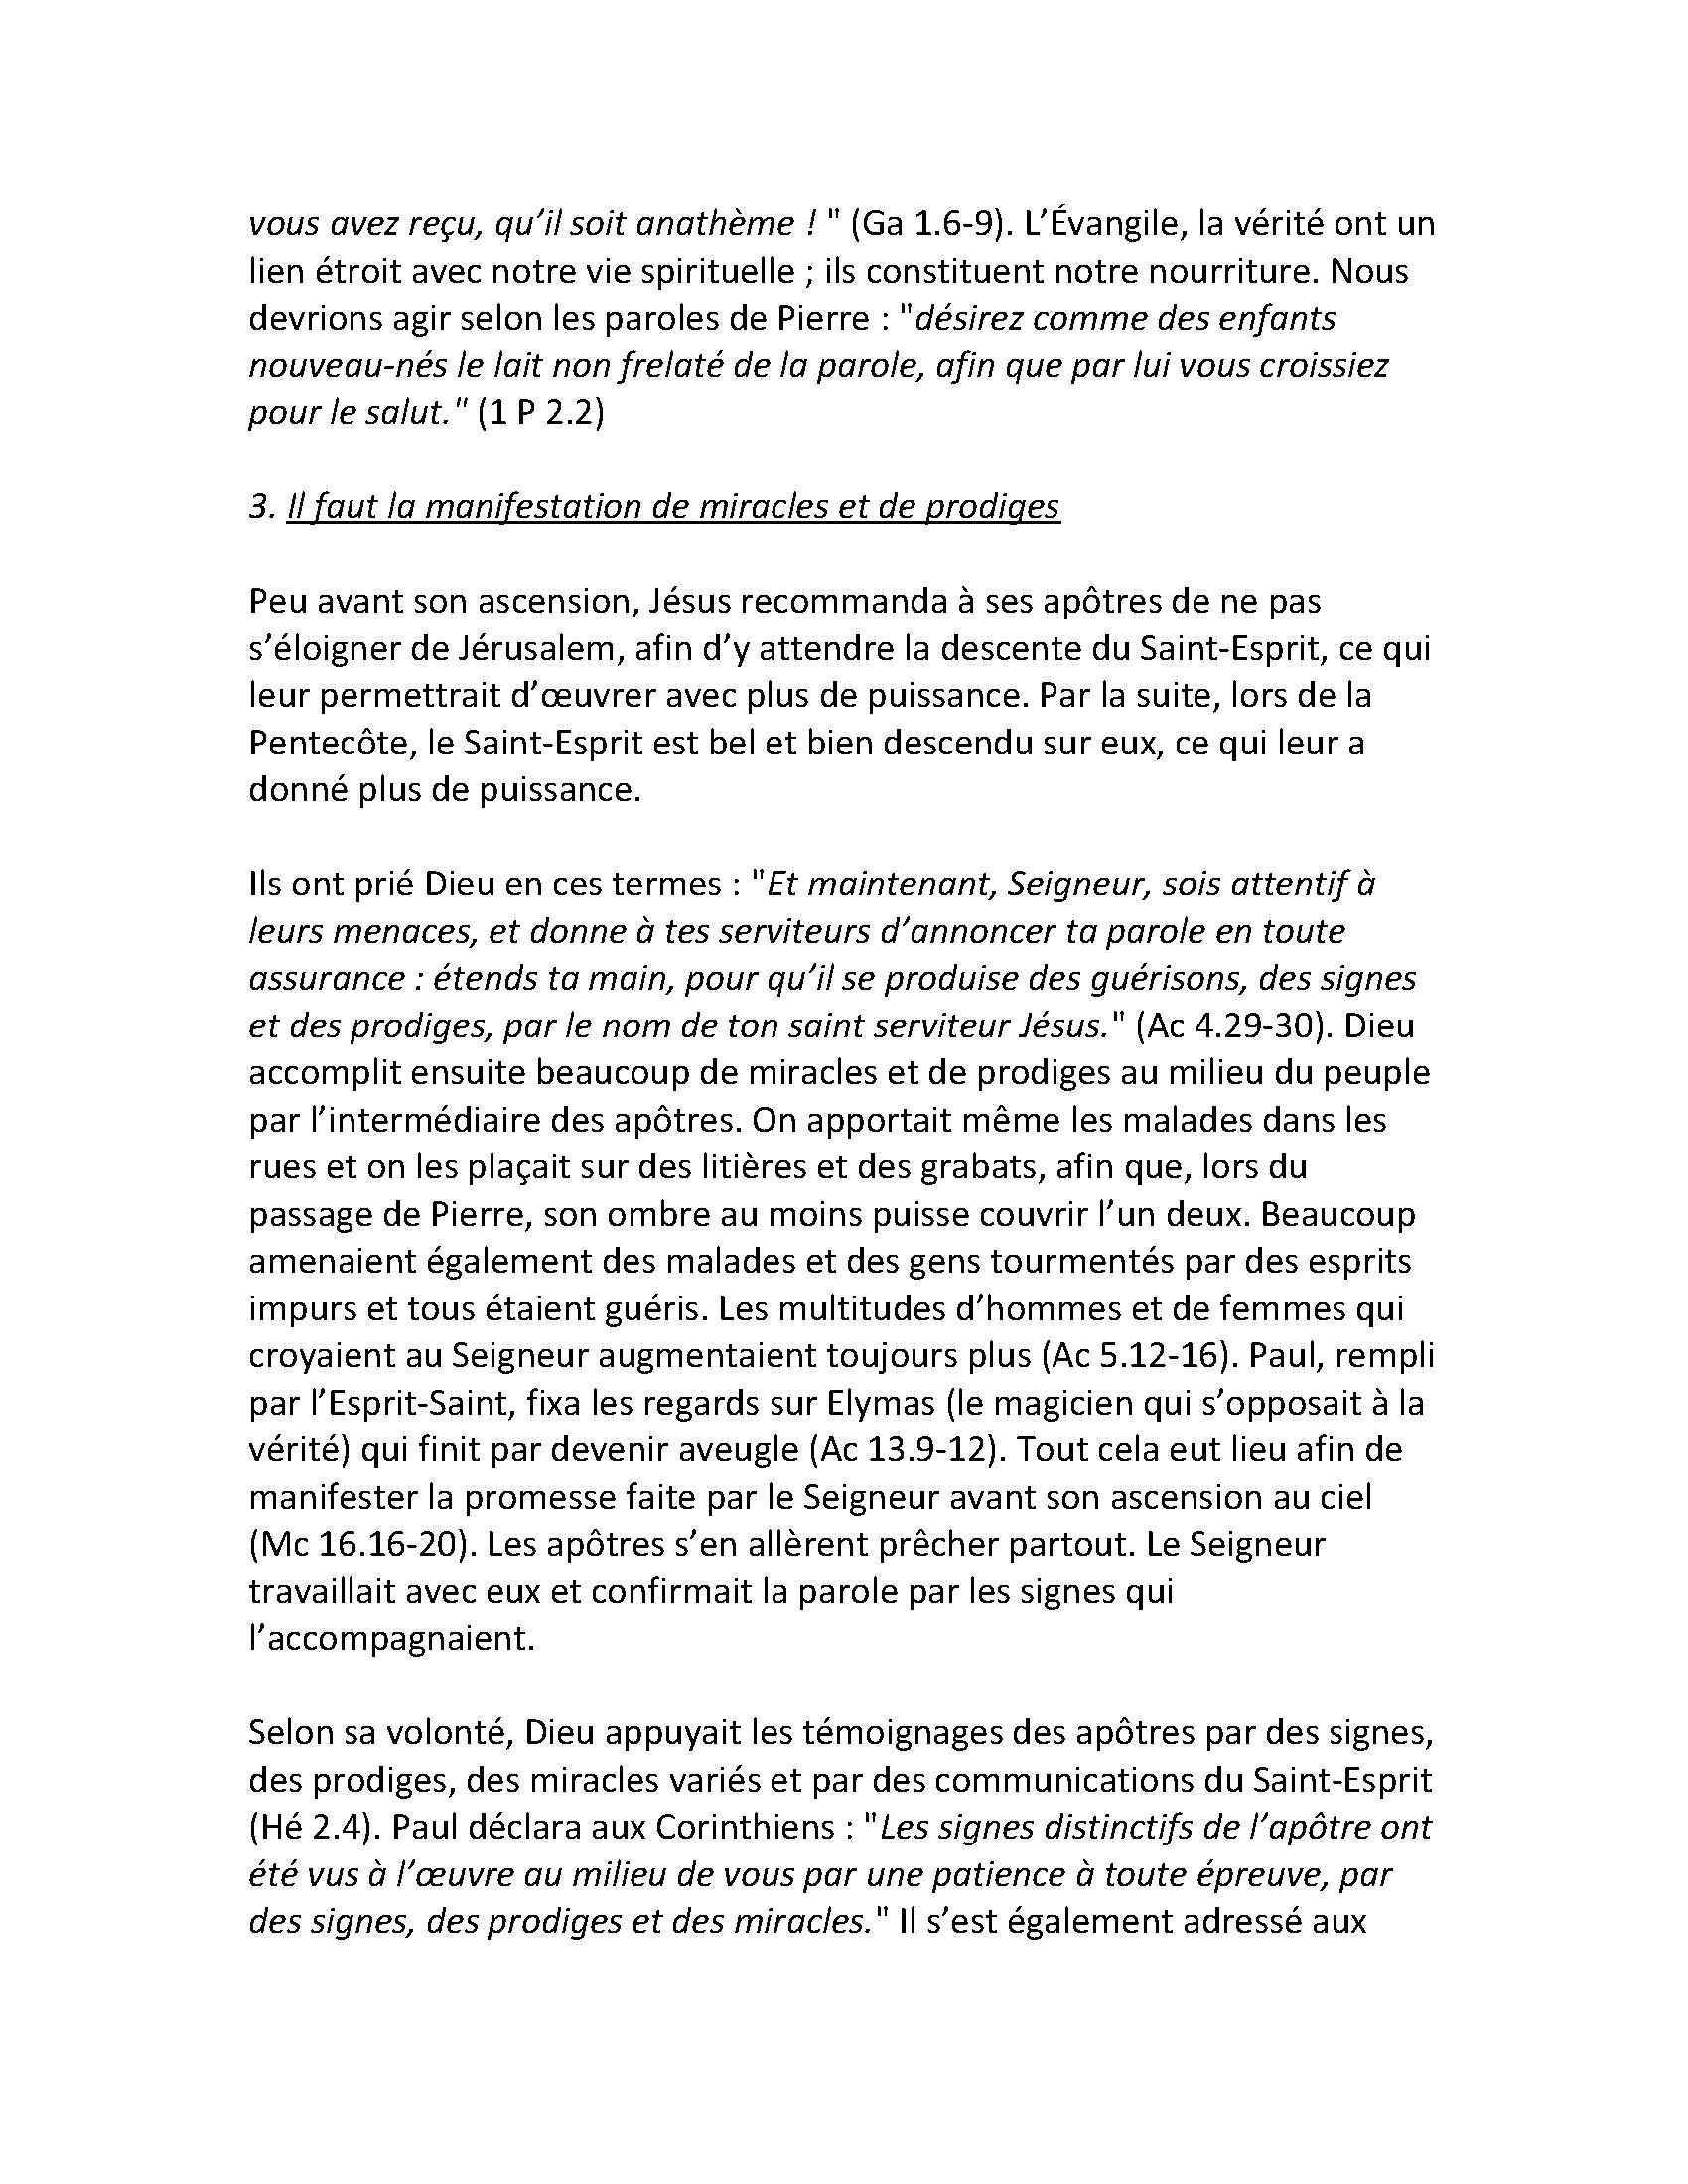 vous avez reçu, qu’il soit anathème ! " (Ga 1.6-9). L’Évangile, la vérité ont un
lien étroit avec notre vie spirituelle ; ils constituent notre nourriture. Nous
devrions agir selon les paroles de Pierre : "désirez comme des enfants
nouveau-nés le lait non frelaté de la parole, afin que par lui vous croissiez
pour le salut." (1 P 2.2)
3. Il faut la manifestation de miracles et de prodiges
Peu avant son ascension, Jésus recommanda à ses apôtres de ne pas
s’éloigner de Jérusalem, afin d’y attendre la descente du Saint-Esprit, ce qui
leur permettrait d’œuvrer avec plus de puissance. Par la suite, lors de la
Pentecôte, le Saint-Esprit est bel et bien descendu sur eux, ce qui leur a
donné plus de puissance.
Ils ont prié Dieu en ces termes : "Et maintenant, Seigneur, sois attentif à
leurs menaces, et donne à tes serviteurs d’annoncer ta parole en toute
assurance : étends ta main, pour qu’il se produise des guérisons, des signes
et des prodiges, par le nom de ton saint serviteur Jésus." (Ac 4.29-30). Dieu
accomplit ensuite beaucoup de miracles et de prodiges au milieu du peuple
par l’intermédiaire des apôtres. On apportait même les malades dans les
rues et on les plaçait sur des litières et des grabats, afin que, lors du
passage de Pierre, son ombre au moins puisse couvrir l’un deux. Beaucoup
amenaient également des malades et des gens tourmentés par des esprits
impurs et tous étaient guéris. Les multitudes d’hommes et de femmes qui
croyaient au Seigneur augmentaient toujours plus (Ac 5.12-16). Paul, rempli
par l’Esprit-Saint, fixa les regards sur Elymas (le magicien qui s’opposait à la
vérité) qui finit par devenir aveugle (Ac 13.9-12). Tout cela eut lieu afin de
manifester la promesse faite par le Seigneur avant son ascension au ciel
(Mc 16.16-20). Les apôtres s’en allèrent prêcher partout. Le Seigneur
travaillait avec eux et confirmait la parole par les signes qui
l’accompagnaient.
Selon sa volonté, Dieu appuyait les témoignages des apôtres par des signes,
des prodiges, des miracles variés et par des communications du Saint-Esprit
(Hé 2.4). Paul déclara aux Corinthiens : "Les signes distinctifs de l’apôtre ont
été vus à l’œuvre au milieu de vous par une patience à toute épreuve, par
des signes, des prodiges et des miracles." Il s’est également adressé aux